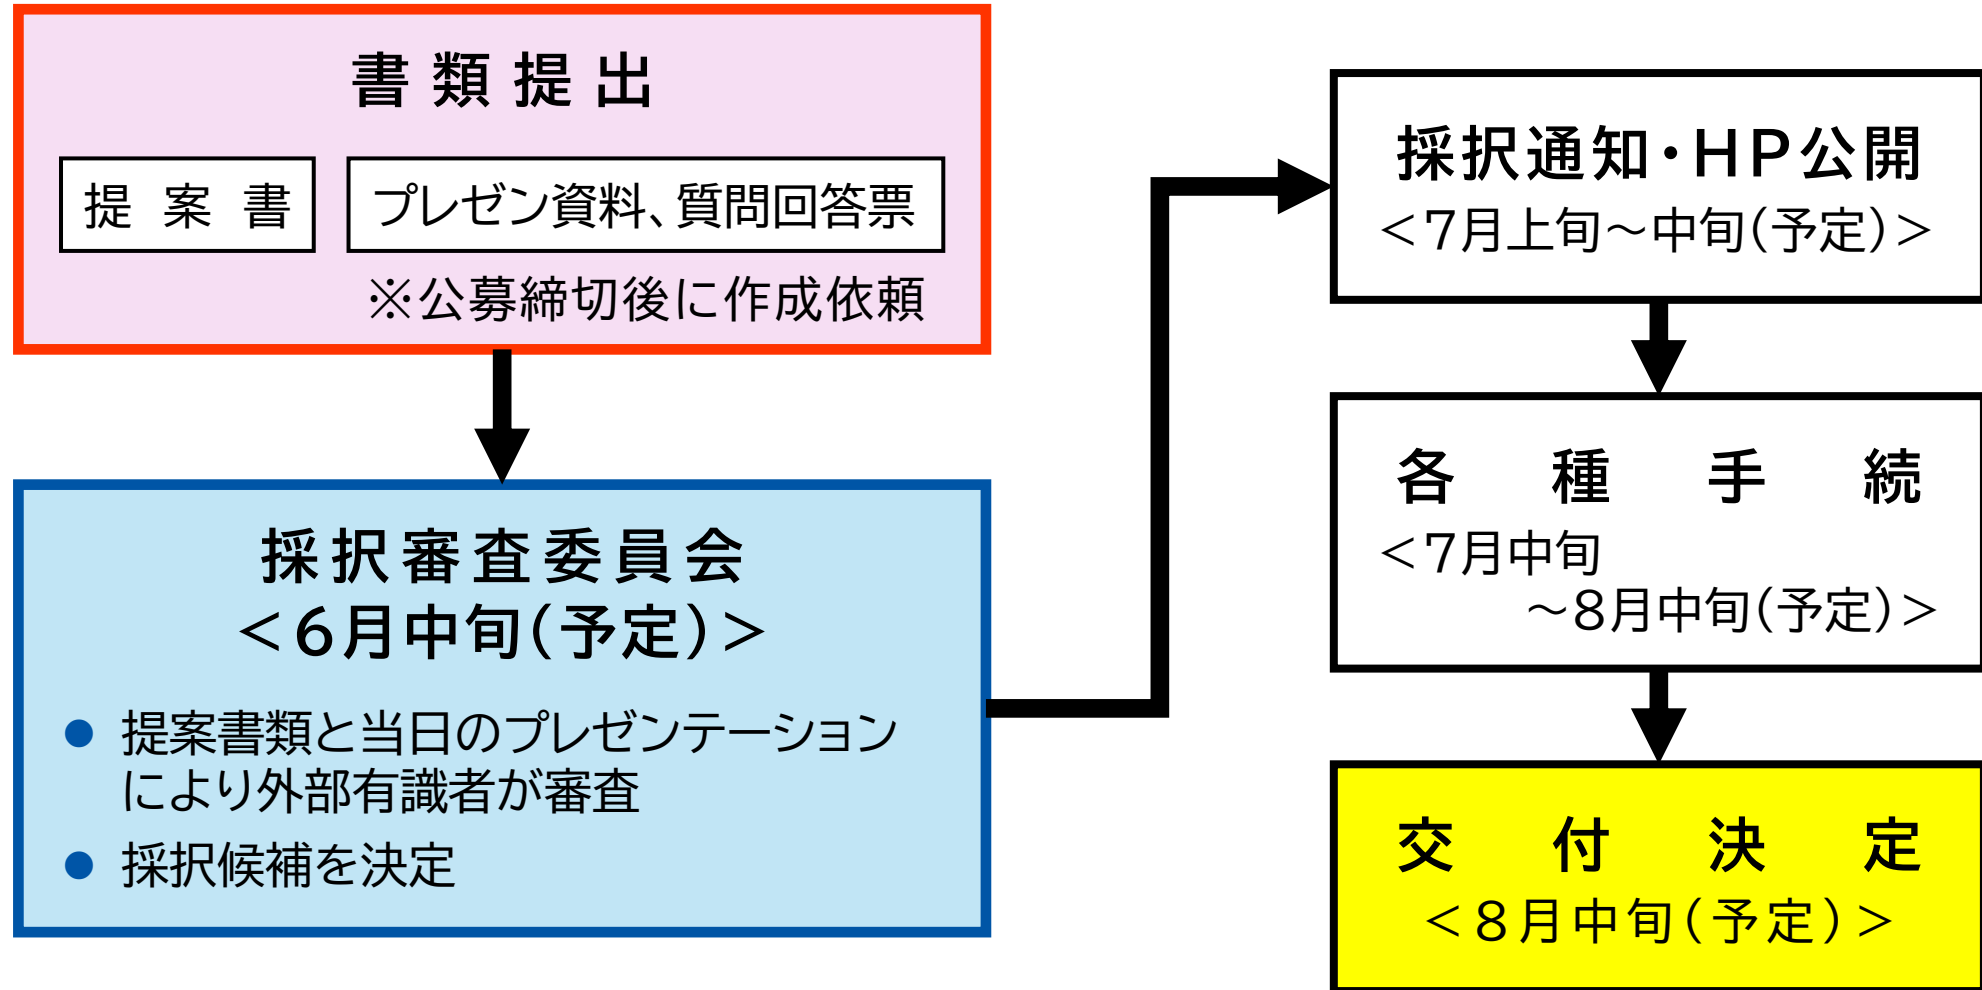 書類提出
提案書
プレゼン資料、質問回答票
※公募締切後に作成依頼
採択審査委員会
＜６月中旬（予定）＞
● 提案書類と当日のプレゼンテーション
により外部有識者が審査
● 採択候補を決定
採択通知・ＨＰ公開
＜７月上旬～中旬（予定）＞
各種手続
＜７月中旬
～８月中旬（予定）＞
交付決定
＜８月中旬（予定）＞